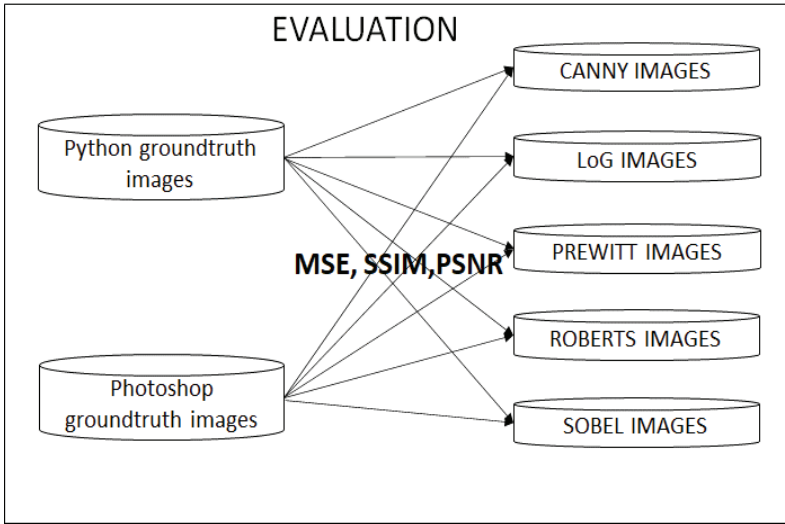 EVALUATION
CANNY IMAGES
Python groundtruth
images
LoG IMAGES
PREWITT IMAGES
MSE, SSIM,PSNR
ROBERTS IMAGES
Photoshop
groundtruth images
SOBEL IMAGES